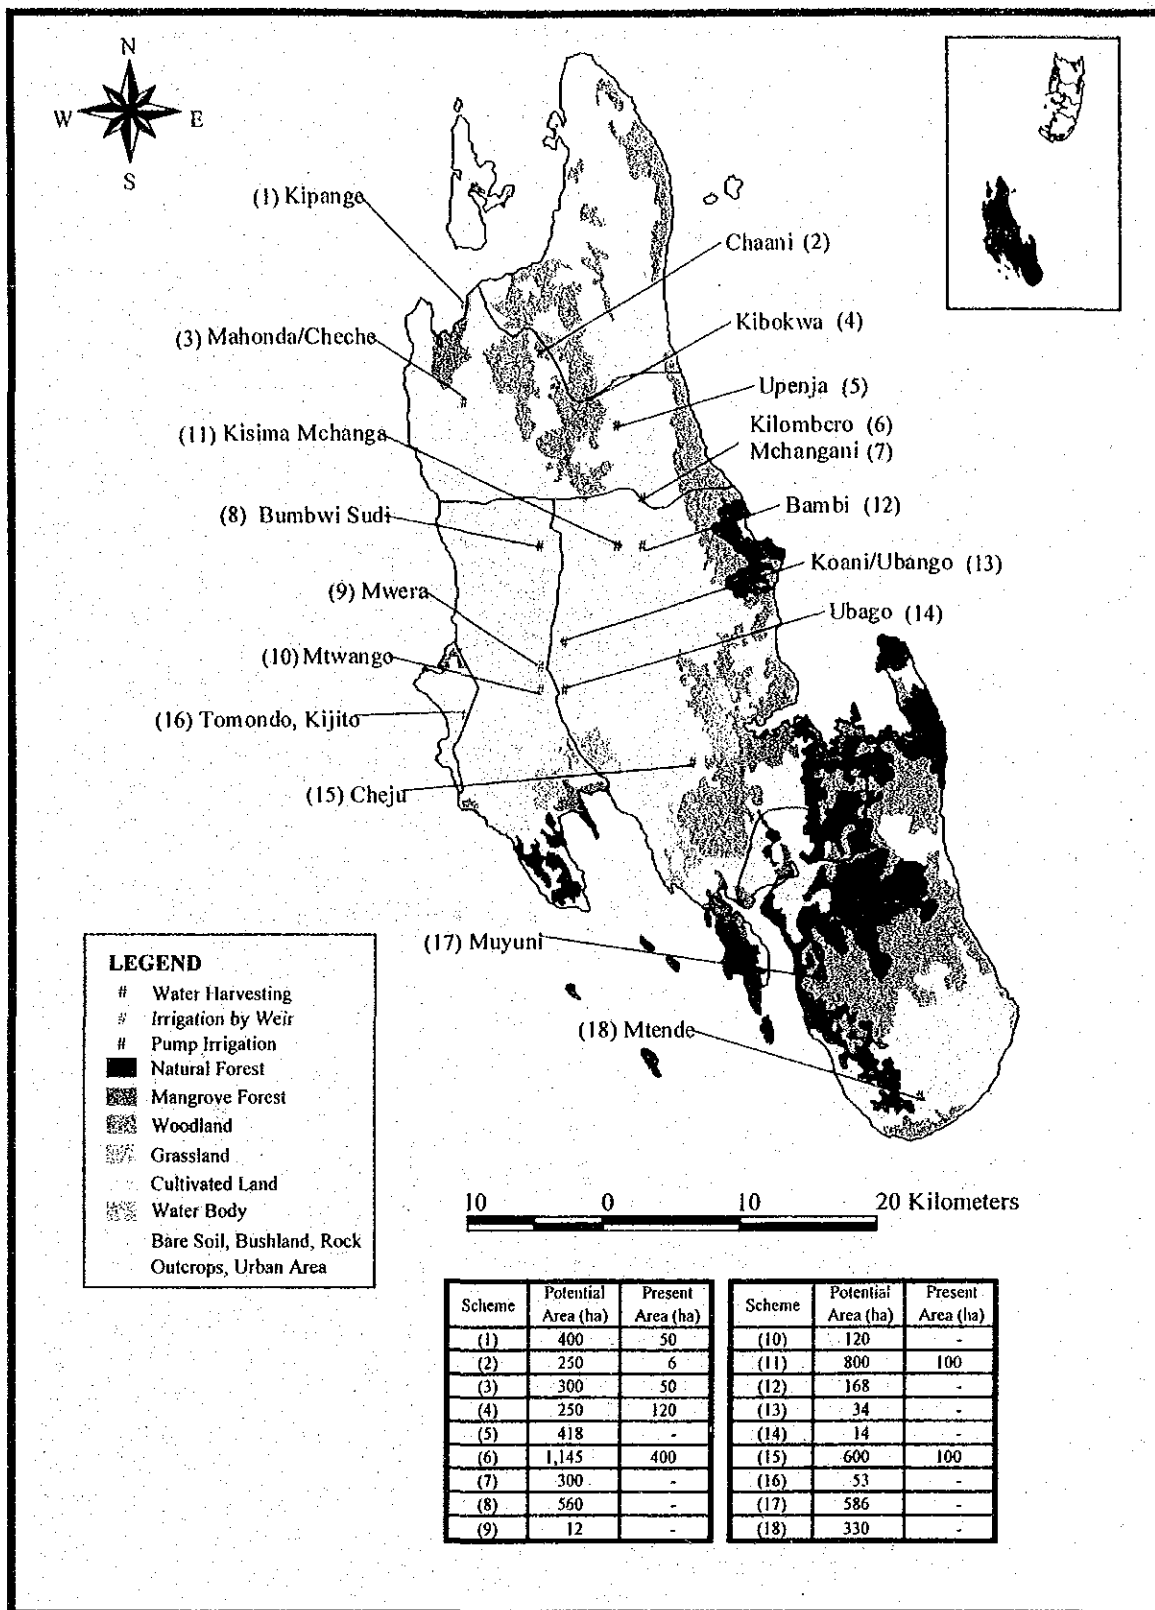 N
W E
S
(1) Kipange
Chaani (2)
(3) Mahonda/Cheche
Kibokwa (4)
Upenja (5)
(11) Kisima Mchanga
Kilombero (6)
Mchangani (7)
(8) Bumbwi Sudi
Bambi (12)
Koani/Ubango (13)
(9) Mwera
Ubago (14)
(10) Mtwango
(16) Tomondo, Kijito
(15) Cheju
(17) Muyuni
(18) Mtende
LEGEND
# Water Harvesting
# Irrigation by Weir
# Pump Irrigation
Natural Forest
Mangrove Forest
Woodland
Grassland
Cultivated Land
Water Body
Bare Soil, Bushland, Rock
Outcrops, Urban Area
10 0 10 20 Kilometers
Scheme Potential Area (ha) Present Area (ha)
(1) 400 50
(2) 250 6
(3) 300 50
(4) 250 120
(5) 418 -
(6) 1,145 400
(7) 300 -
(8) 560 -
(9) 12 -
Scheme Potential Area (ha) Present Area (ha)
(10) 120 -
(11) 800 100
(12) 168 -
(13) 34 -
(14) 14 -
(15) 600 100
(16) 53 -
(17) 586 -
(18) 330 -